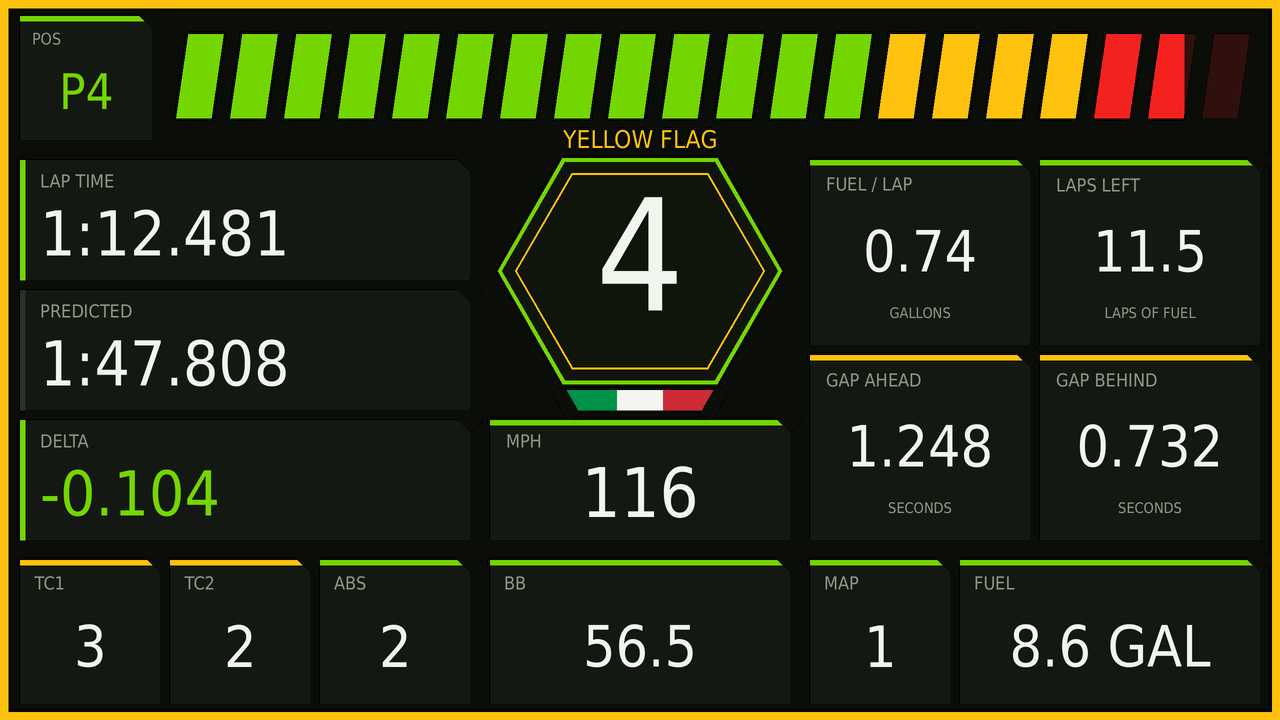 POS
P4
YELLOW FLAG
LAP TIME
1:12.481
PREDICTED
1:47.808
DELTA
-0.104
4
MPH
116
FUEL / LAP
0.74
GALLONS
LAPS LEFT
11.5
LAPS OF FUEL
GAP AHEAD
1.248
SECONDS
GAP BEHIND
0.732
SECONDS
TC1
3
TC2
2
ABS
2
BB
56.5
MAP
1
FUEL
8.6 GAL